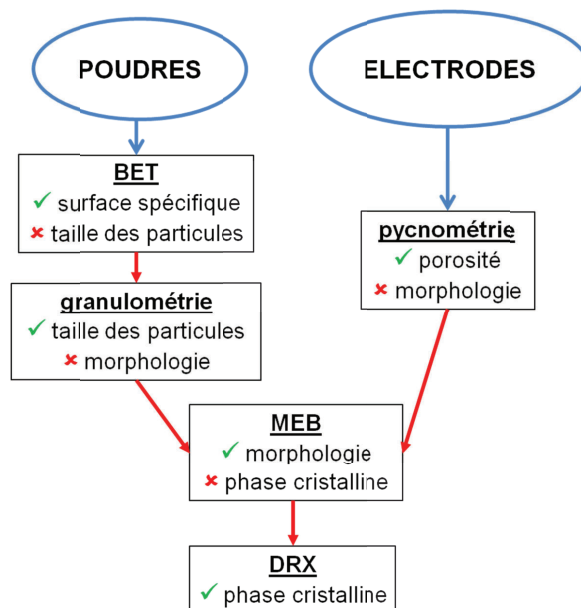 POUDRES
ELECTRODES
BET
✓ surface spécifique
✗ taille des particules
pycnométrie
✓ porosité
✗ morphologie
granulométrie
✓ taille des particules
✗ morphologie
MEB
✓ morphologie
✗ phase cristalline
DRX
✓ phase cristalline